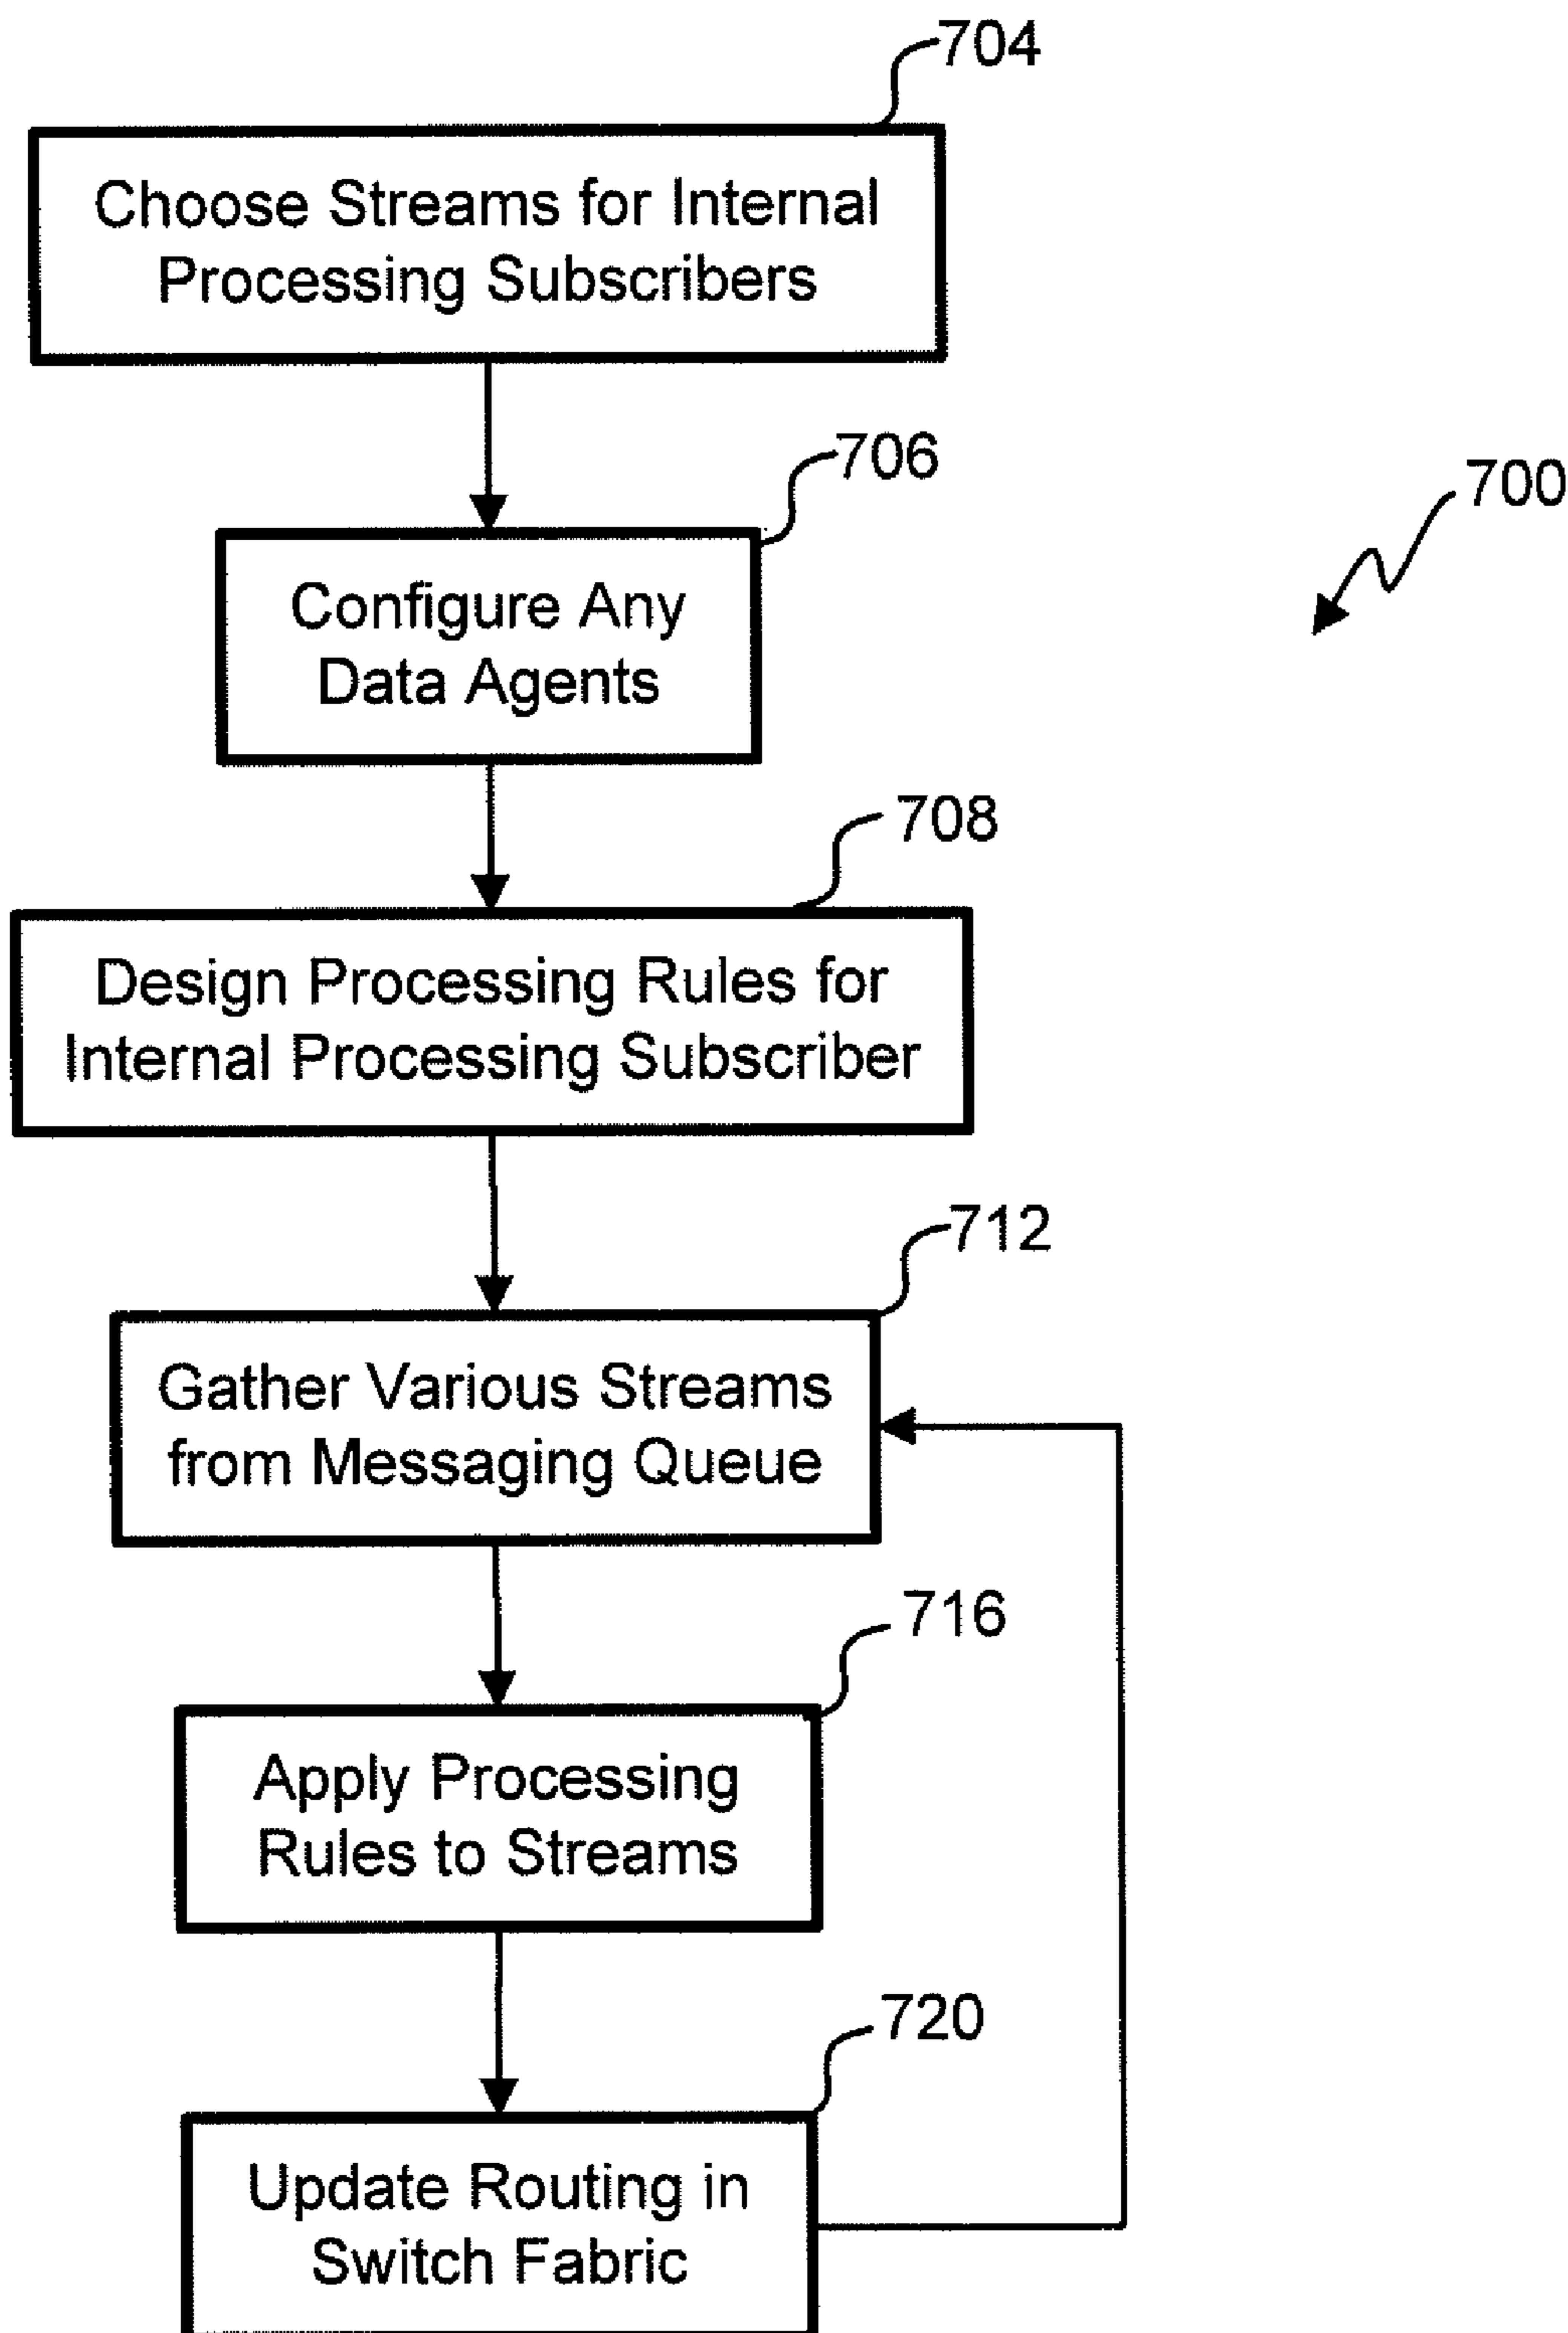 704
Choose Streams for Internal
Processing Subscribers
706
700
Configure Any
Data Agents
708
Design Processing Rules for
Internal Processing Subscriber
712
Gather Various Streams
from Messaging Queue
716
Apply Processing
Rules to Streams
720
Update Routing in
Switch Fabric